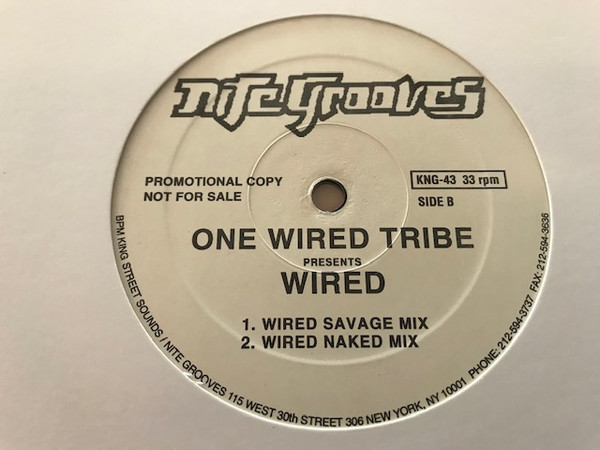 nite grooves
PROMOTIONAL COPY
NOT FOR SALE
KNG-43 33 rpm
SIDE B
ONE WIRED TRIBE
PRESENTS
WIRED
1. WIRED SAVAGE MIX
2. WIRED NAKED MIX
BPM KING STREET SOUNDS / NITE GROOVES 115 WEST 30th STREET 306 NEW YORK, NY 10001 PHONE: 212-594-3737 FAX: 212-594-3636